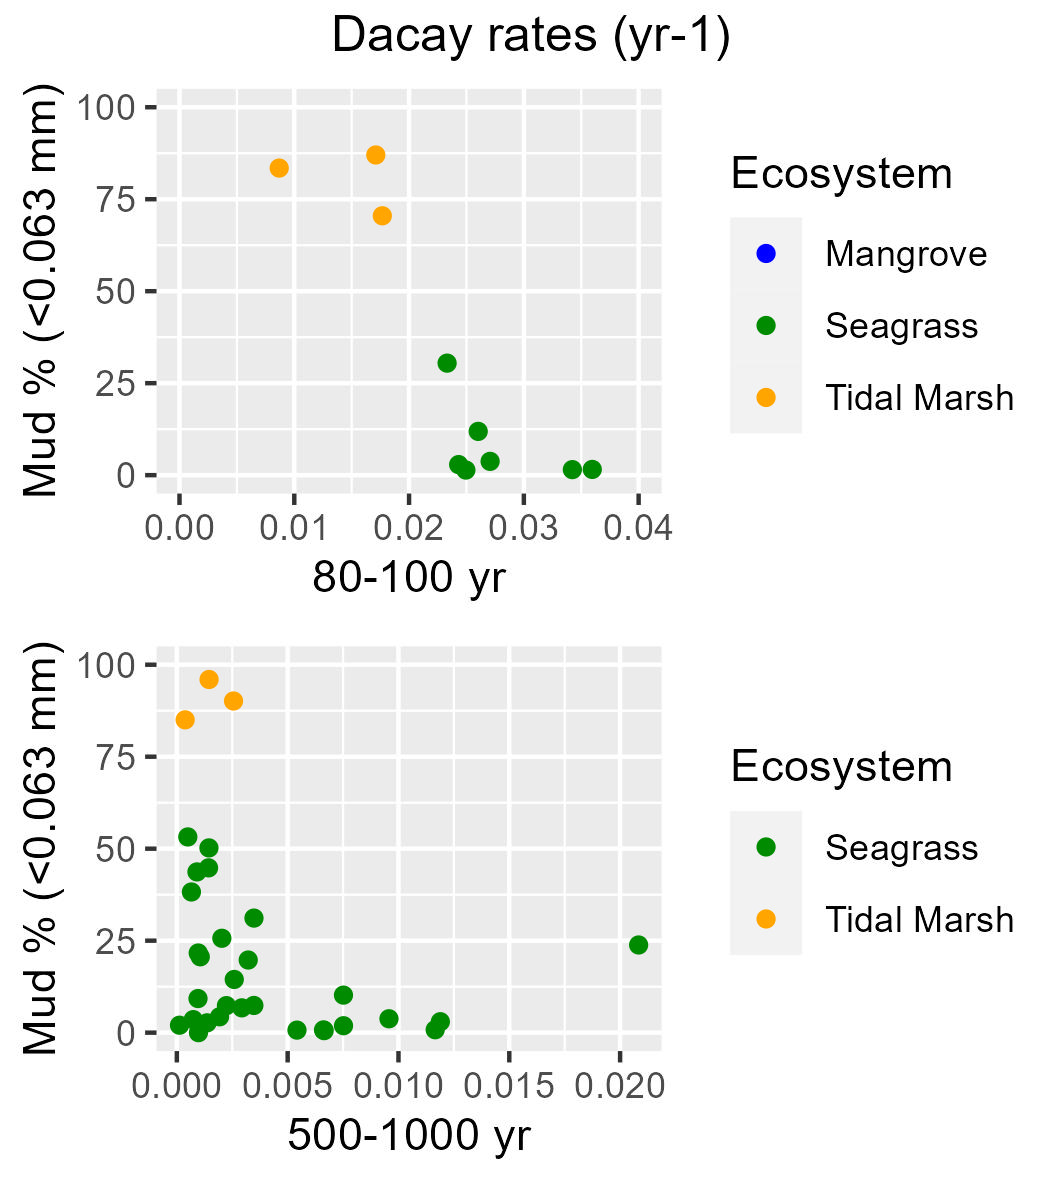 Dacay rates (yr-1)
Mud % (<0.063 mm)
100
75
50
25
0
0.00 0.01 0.02 0.03 0.04
80-100 yr
Ecosystem
Mangrove
Seagrass
Tidal Marsh
Mud % (<0.063 mm)
100
75
50
25
0
0.000 0.005 0.010 0.015 0.020
500-1000 yr
Ecosystem
Seagrass
Tidal Marsh